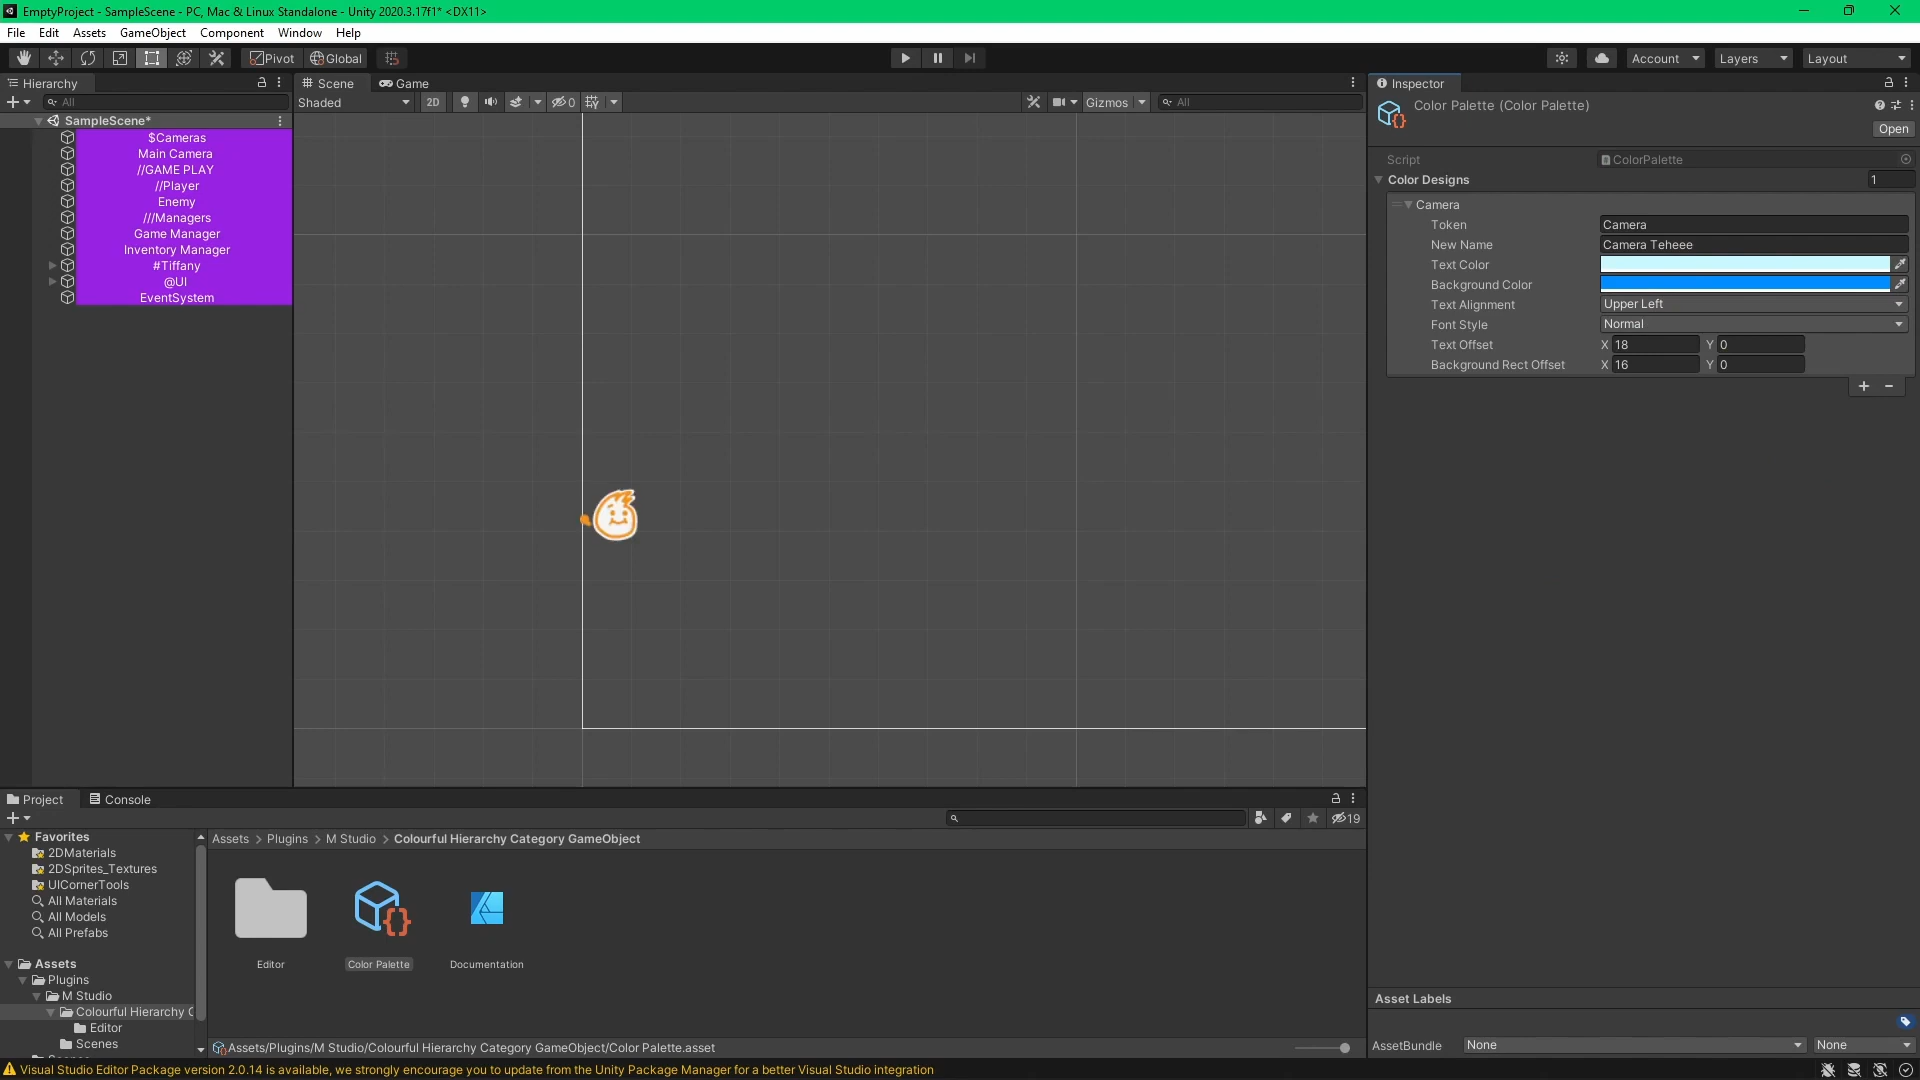 EmptyProject - SampleScene - PC, Mac & Linux Standalone - Unity 2020.3.17f1* <DX11>
File Edit Assets GameObject Component Window Help
Pivot Global Account Layers Layout
Hierarchy
All
SampleScene*
$Cameras
Main Camera
//GAME PLAY
//Player
Enemy
///Managers
Game Manager
Inventory Manager
#Tiffany
@UI
EventSystem
Scene Game
Shaded 2D 0 Gizmos All
Inspector
Color Palette (Color Palette)
Open
Script ColorPalette
Color Designs 1
Camera
Token Camera
New Name Camera Teheee
Text Color
Background Color
Text Alignment Upper Left
Font Style Normal
Text Offset X 18 Y 0
Background Rect Offset X 16 Y 0
+ -
Project Console
19
Favorites
2DMaterials
2DSprites_Textures
UICornerTools
All Materials
All Models
All Prefabs
Assets
Plugins
M Studio
Colourful Hierarchy C
Editor
Scenes
Assets > Plugins > M Studio > Colourful Hierarchy Category GameObject
Editor
Color Palette
Documentation
Assets/Plugins/M Studio/Colourful Hierarchy Category GameObject/Color Palette.asset
Asset Labels
AssetBundle None None
Visual Studio Editor Package version 2.0.14 is available, we strongly encourage you to update from the Unity Package Manager for a better Visual Studio integration